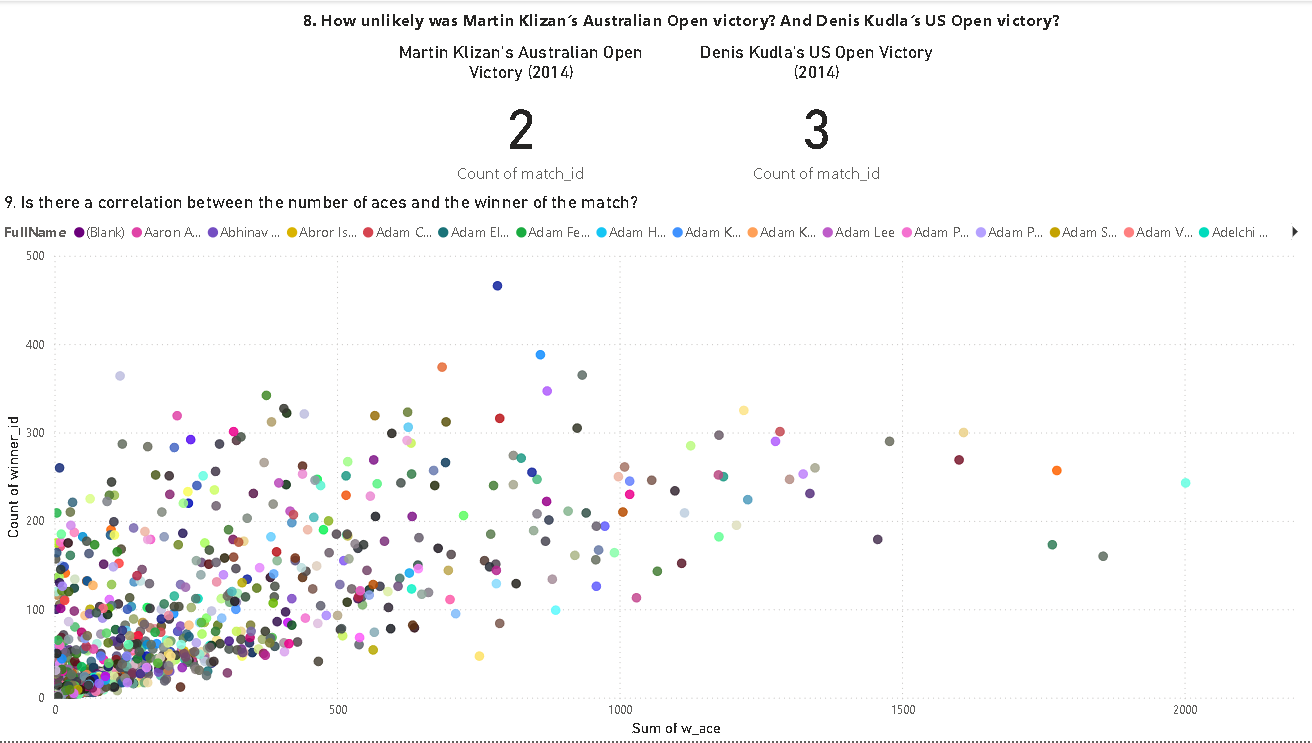 8. How unlikely was Martin Klizan´s Australian Open victory? And Denis Kudla´s US Open victory?
Martin Klizan's Australian Open
Victory (2014)
Denis Kudla's US Open Victory
(2014)
2
3
Count of match_id
Count of match_id
9. Is there a correlation between the number of aces and the winner of the match?
FullName (Blank) Aaron A... Abhinav ... Abror Is... Adam C... Adam El... Adam Fe... Adam H... Adam K... Adam K... Adam Lee Adam P... Adam P... Adam S... Adam V... Adelchi ...
500
400
300
200
100
0
Count of winner_id
0 500 1000 1500 2000
Sum of w_ace